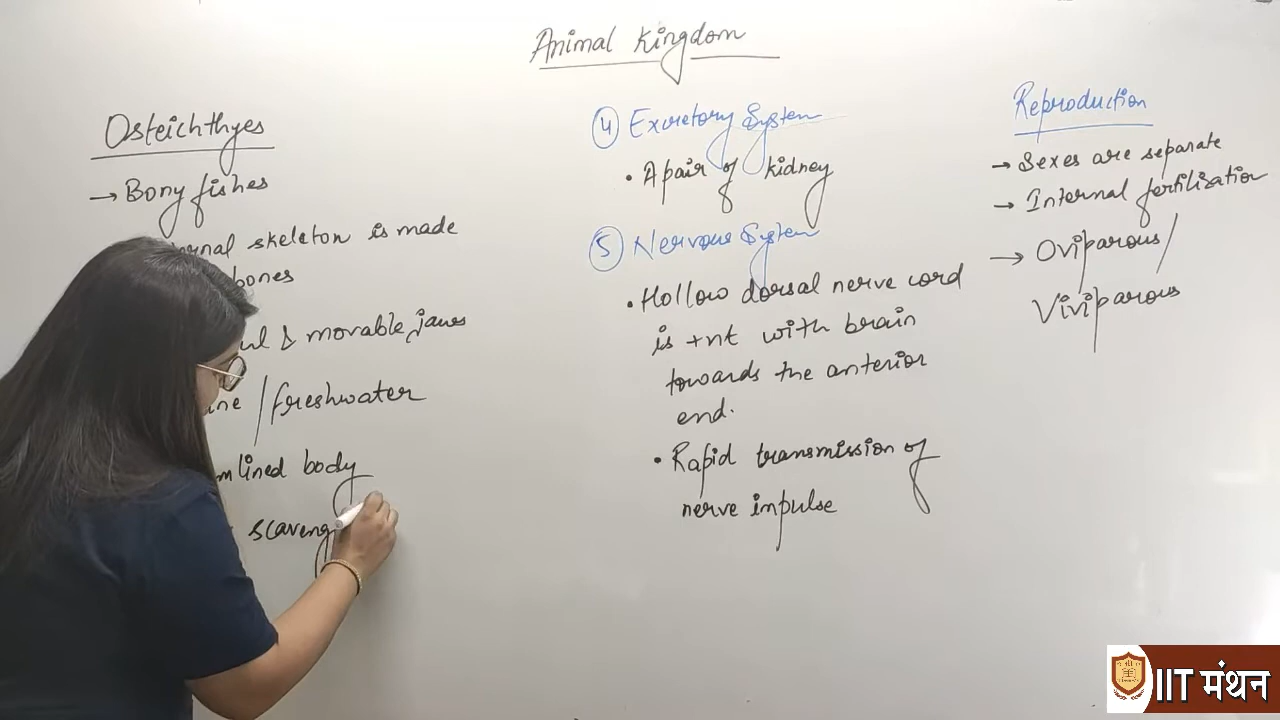 Animal Kingdom
Osteichthyes
→ Bony fishes
skeleton is made
bones
& movable jaws
/freshwater
body
scaveng
④ Excretory System
• A pair of kidney
⑤ Nervous System
• Hollow dorsal nerve cord
is +nt with brain
towards the anterior
end.
• Rapid transmission of
nerve impulse
Reproduction
→ Sexes are separate
→ Internal fertilization
→ Oviparous/
Viviparous
IIT मंथन